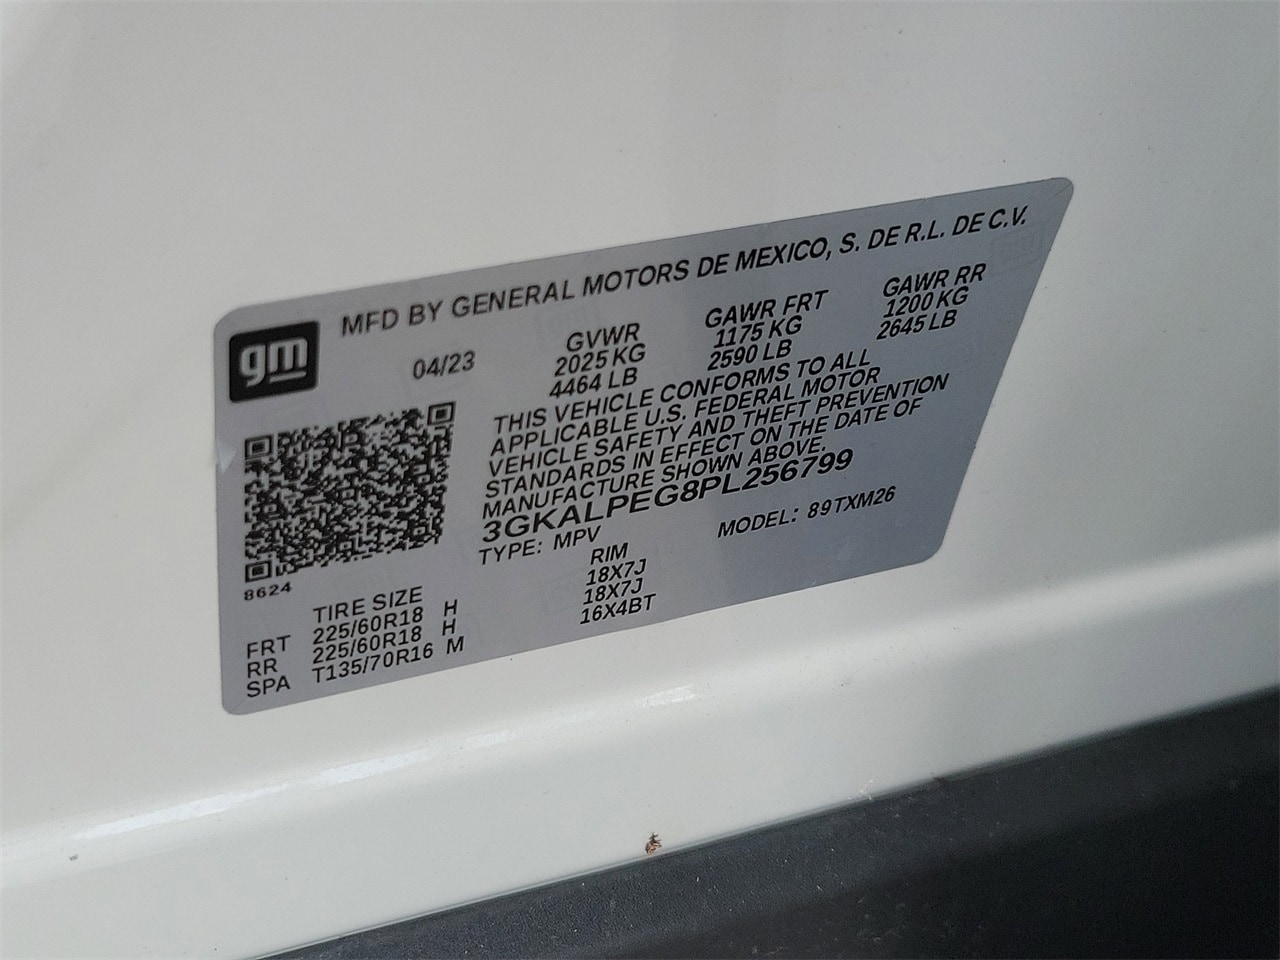 MFD BY GENERAL MOTORS DE MEXICO, S. DE R.L. DE C.V.
gm
04/23
GVWR GAWR FRT GAWR RR
2025 KG 1175 KG 1200 KG
4464 LB 2590 LB 2645 LB
THIS VEHICLE CONFORMS TO ALL
APPLICABLE U.S. FEDERAL MOTOR
VEHICLE SAFETY AND THEFT PREVENTION
STANDARDS IN EFFECT ON THE DATE OF
MANUFACTURE SHOWN ABOVE.
3GKALPEG8PL256799
TYPE: MPV MODEL: 89TXM26
8624
TIRE SIZE RIM
FRT 225/60R18 H 18X7J
RR 225/60R18 H 18X7J
SPA T135/70R16 M 16X4BT